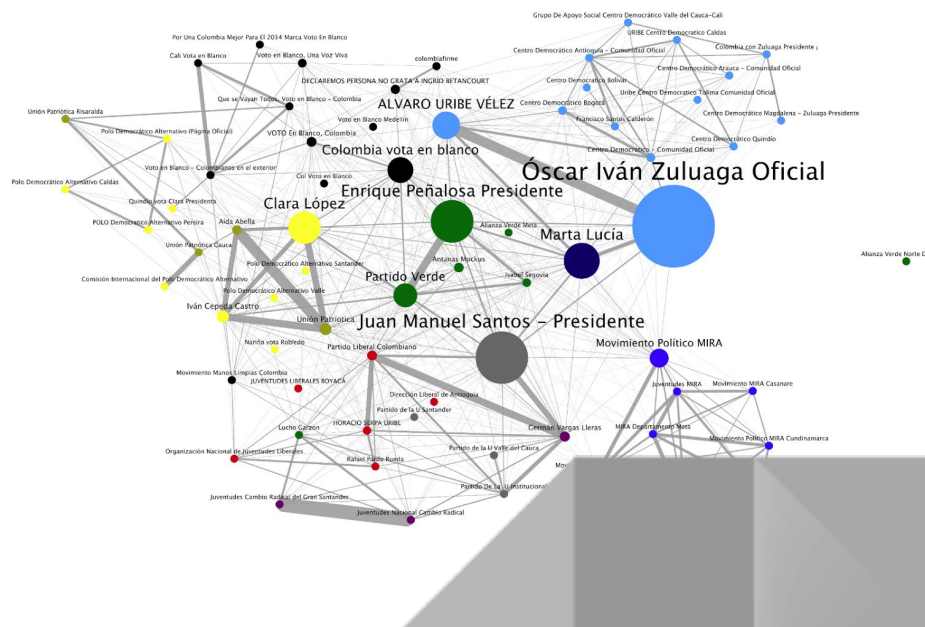 Grupo De Apoyo Social Centro Democrático Valle del Cauca-Cali
URIBE Centro Democratico Caldas
Por Una Colombia Mejor Para El 2014 Marca Voto En Blanco
Colombia con Zuluaga Presidente
Centro Democrático Antioquia - Comunidad Oficial
Cali Vota en Blanco
Voto en Blanco, Una Voz Viva
colombiafirme
Centro Democrático Arauca - Comunidad Oficial
DECLAREMOS PERSONA NO GRATA A INGRID BETANCOURT
Centro Democrático Bolívar
Uribe Centro Democratico Tolima Comunidad Oficial
Que se Vayan Todos, Voto en Blanco - Colombia
ALVARO URIBE VÉLEZ
Centro Democrático Bogotá
Unión Patriótica Risaralda
Centro Democrático Magdalena - Zuluaga Presidente
Voto en Blanco Medellín
Francisco Santos Calderón
Polo Democrático Alternativo (Página Oficial)
VOTO En Blanco, Colombia
Centro Democrático Quindío
Colombia vota en blanco
Centro Democrático - Comunidad Oficial
Voto en Blanco - Colombianos en el exterior
Óscar Iván Zuluaga Oficial
Polo Democrático Alternativo Caldas
Col Voto en Blanco
Enrique Peñalosa Presidente
Quindío vota Clara Presidenta
Clara López
POLO Democratico Alternativo Pereira
Aída Abella
Alianza Verde Meta
Marta Lucía
Unión Patriótica Cauca
Antanas Mockus
Alianza Verde Norte D
Polo Democrático Alternativo Santander
Partido Verde
Isabel Segovia
Comisión Internacional del Polo Democrático Alternativo
Polo Democrático Alternativo Valle
Iván Cepeda Castro
Unión Patriotica
Juan Manuel Santos - Presidente
Nariño vota Robledo
Partido Liberal Colombiano
Movimiento Político MIRA
Movimiento Manos Limpias Colombia
JUVENTUDES LIBERALES BOYACÁ
Juventudes MIRA
Movimiento MIRA Casanare
Dirección Liberal de Antioquia
Partido de la U Santander
Lucho Garzon
HORACIO SERPA URIBE
Germán Vargas Lleras
MIRA Departamento Meta
Movimiento Político MIRA Cundinamarca
Organización Nacional de Juventudes Liberales
Partido de la U Valle del Cauca
Rafael Pardo Rueda
Partido De La U Institucional
Juventudes Cambio Radical del Gran Santander
Juventudes Nacional Cambio Radical